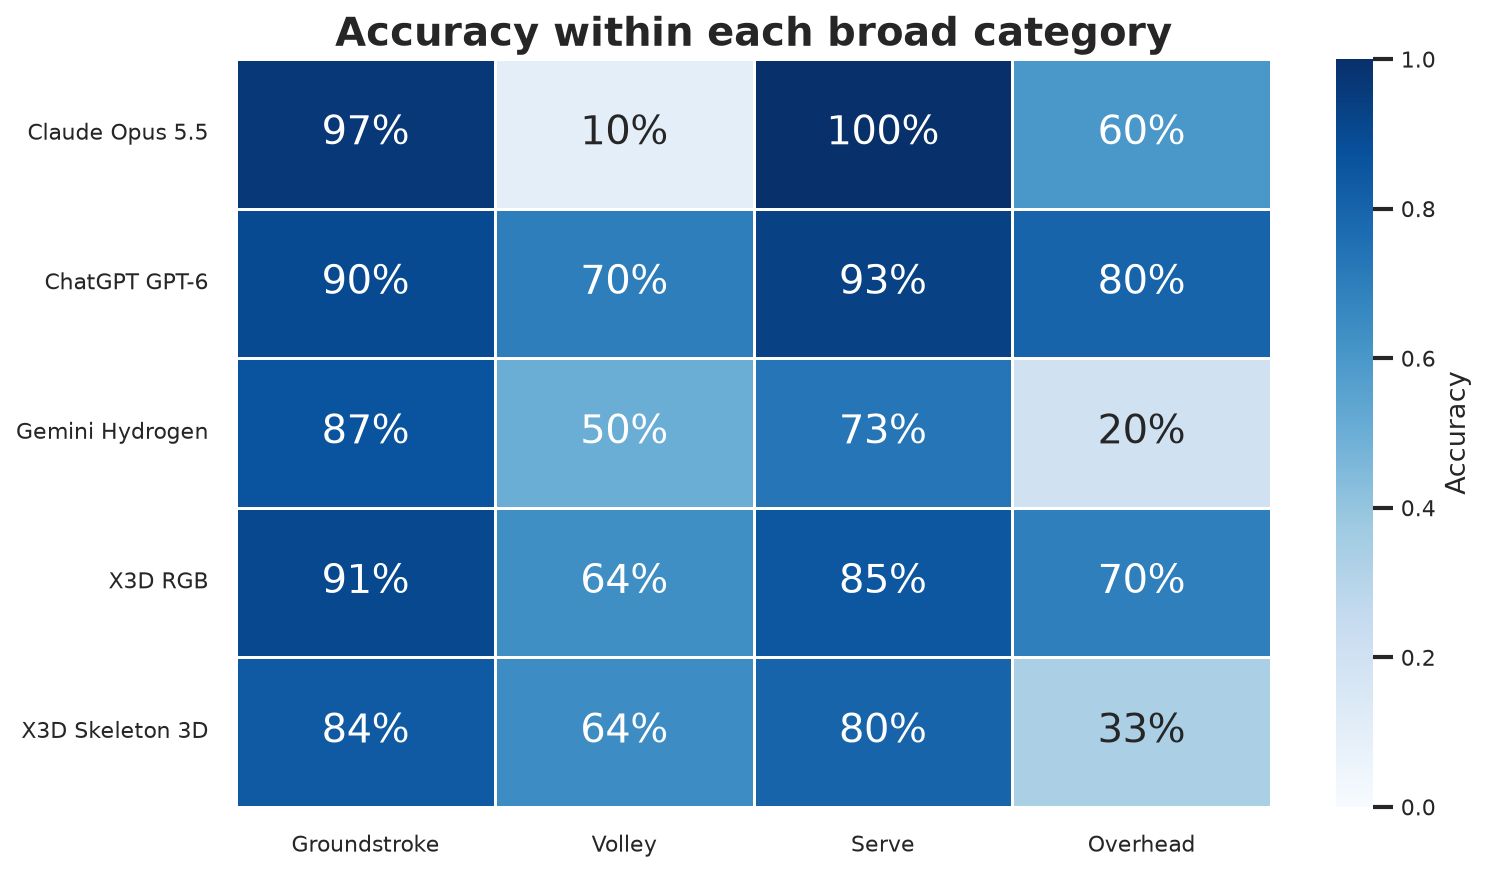 Accuracy within each broad category
Claude Opus 5.5 97% 10% 100% 60%
ChatGPT GPT-6 90% 70% 93% 80%
Gemini Hydrogen 87% 50% 73% 20%
X3D RGB 91% 64% 85% 70%
X3D Skeleton 3D 84% 64% 80% 33%
Groundstroke Volley Serve Overhead
1.0
0.8
0.6
0.4
0.2
0.0
Accuracy